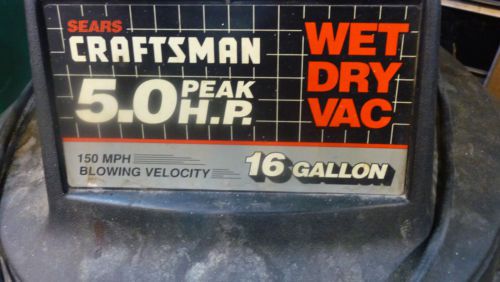 SEARS
CRAFTSMAN
5.0 PEAK H.P.
WET
DRY
VAC
150 MPH
BLOWING VELOCITY
16 GALLON